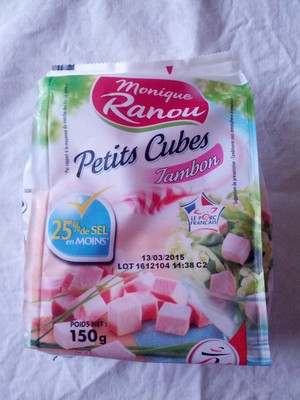 Monique
Ranou
Petits Cubes
Jambon
LE PORC
FRANÇAIS
25% de SEL
en MOINS*
13/03/2015
LOT 1612104 11:38 C2
POIDS NET :
150g